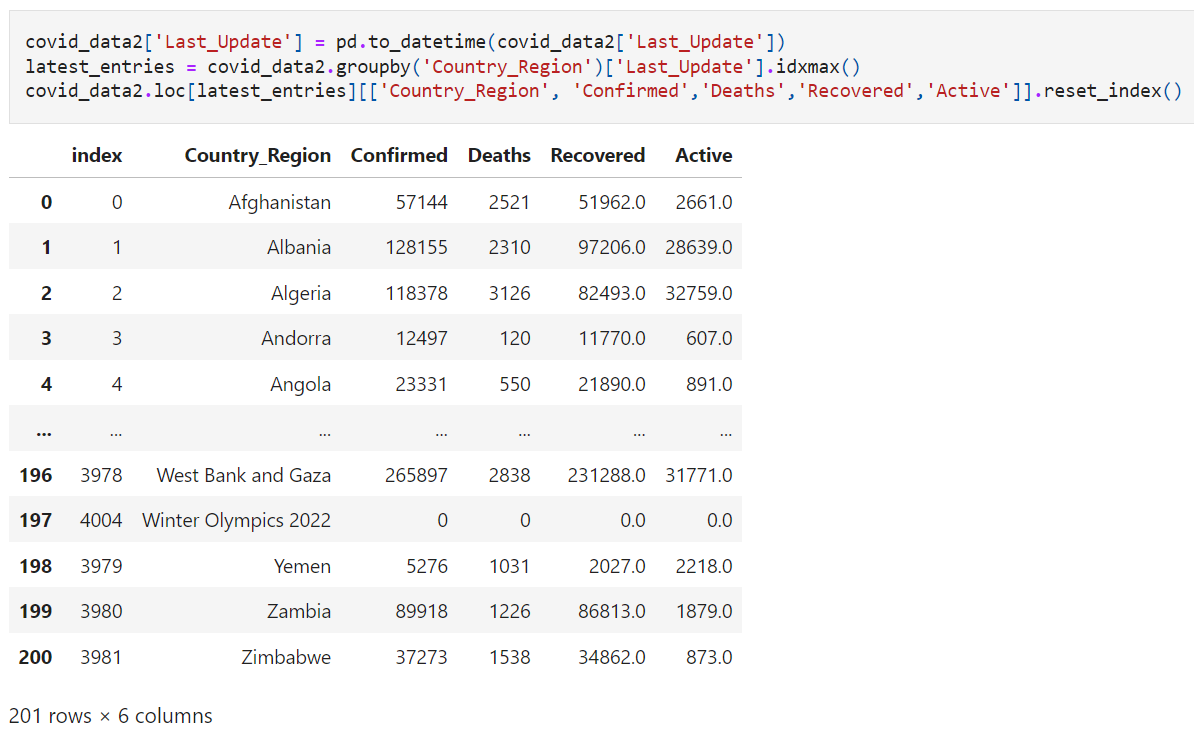 covid_data2['Last_Update'] = pd.to_datetime(covid_data2['Last_Update'])
latest_entries = covid_data2.groupby('Country_Region')['Last_Update'].idxmax()
covid_data2.loc[latest_entries][['Country_Region', 'Confirmed','Deaths','Recovered','Active']].reset_index()
index Country_Region Confirmed Deaths Recovered Active
0 0 Afghanistan 57144 2521 51962.0 2661.0
1 1 Albania 128155 2310 97206.0 28639.0
2 2 Algeria 118378 3126 82493.0 32759.0
3 3 Andorra 12497 120 11770.0 607.0
4 4 Angola 23331 550 21890.0 891.0
... ... ... ... ... ... ...
196 3978 West Bank and Gaza 265897 2838 231288.0 31771.0
197 4004 Winter Olympics 2022 0 0 0.0 0.0
198 3979 Yemen 5276 1031 2027.0 2218.0
199 3980 Zambia 89918 1226 86813.0 1879.0
200 3981 Zimbabwe 37273 1538 34862.0 873.0
201 rows × 6 columns